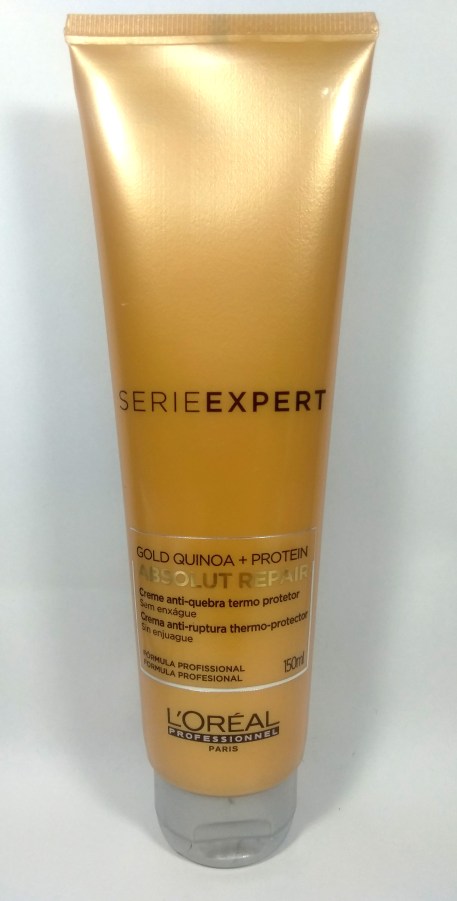 SERIEEXPERT
GOLD QUINOA + PROTEIN
ABSOLUT REPAIR
Creme anti-quebra termo protetor
Sem enxágue
Crema anti-ruptura thermo-protector
Sin enjuague
FÓRMULA PROFISSIONAL
FORMULA PROFESIONAL
150ml
L'ORÉAL
PROFESSIONNEL
PARIS